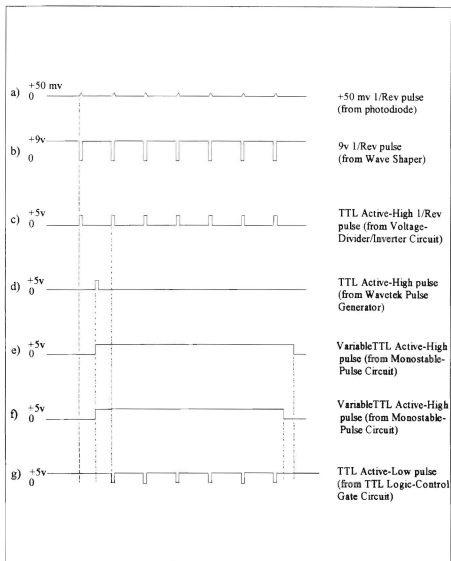 +50 mv
a) 0
+50 mv 1/Rev pulse
(from photodiode)
+9v
b) 0
9v 1/Rev pulse
(from Wave Shaper)
+5v
c) 0
TTL Active-High 1/Rev
pulse (from Voltage-
Divider/Inverter Circuit)
+5v
d) 0
TTL Active-High pulse
(from Wavetek Pulse
Generator)
+5v
e) 0
VariableTTL Active-High
pulse (from Monostable-
Pulse Circuit)
+5v
f) 0
VariableTTL Active-High
pulse (from Monostable-
Pulse Circuit)
+5v
g) 0
TTL Active-Low pulse
(from TTL Logic-Control
Gate Circuit)